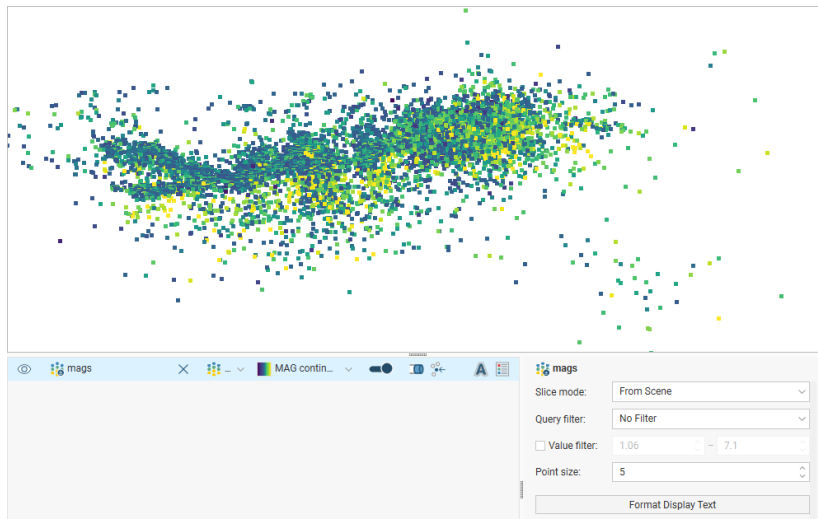 mags
MAG contin...
A
mags
Slice mode: From Scene
Query filter: No Filter
Value filter: 1.06 – 7.1
Point size: 5
Format Display Text